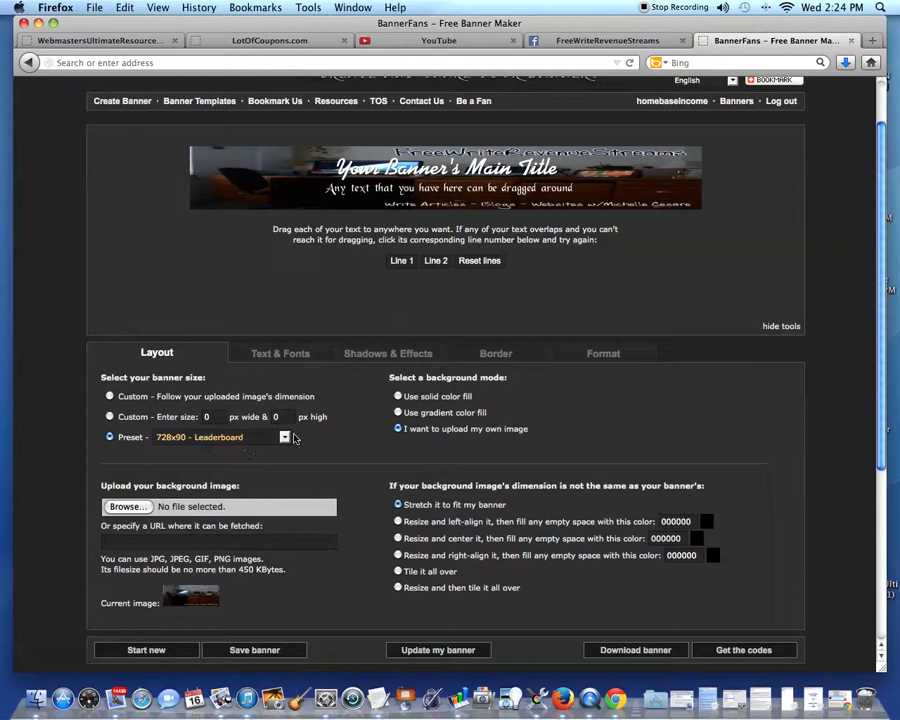 Firefox File Edit View History Bookmarks Tools Window Help Stop Recording Wed 2:24 PM
BannerFans - Free Banner Maker
WebmastersUltimateResource... LotOfCoupons.com YouTube FreeWriteRevenueStreams BannerFans - Free Banner Ma...
Search or enter address Bing
English BOOKMARK
Create Banner · Banner Templates · Bookmark Us · Resources · TOS · Contact Us · Be a Fan homebaseincome · Banners · Log out
FreeWriteRevenueStreams
Your Banner's Main Title
Any text that you have here can be dragged around
Write Articles - Blogs - Websites w/Michelle Cesare
Drag each of your text to anywhere you want. If any of your text overlaps and you can't
reach it for dragging, click its corresponding line number below and try again:
Line 1 Line 2 Reset lines
hide tools
Layout Text & Fonts Shadows & Effects Border Format
Select your banner size: Select a background mode:
Custom - Follow your uploaded image's dimension Use solid color fill
Custom - Enter size: 0 px wide & 0 px high Use gradient color fill
Preset - 728x90 - Leaderboard I want to upload my own image
Upload your background image: If your background image's dimension is not the same as your banner's:
Browse... No file selected. Stretch it to fit my banner
Or specify a URL where it can be fetched: Resize and left-align it, then fill any empty space with this color: 000000
Resize and center it, then fill any empty space with this color: 000000
You can use JPG, JPEG, GIF, PNG images. Resize and right-align it, then fill any empty space with this color: 000000
Its filesize should be no more than 450 KBytes. Tile it all over
Resize and then tile it all over
Current image:
Start new Save banner Update my banner Download banner Get the codes
14430
16